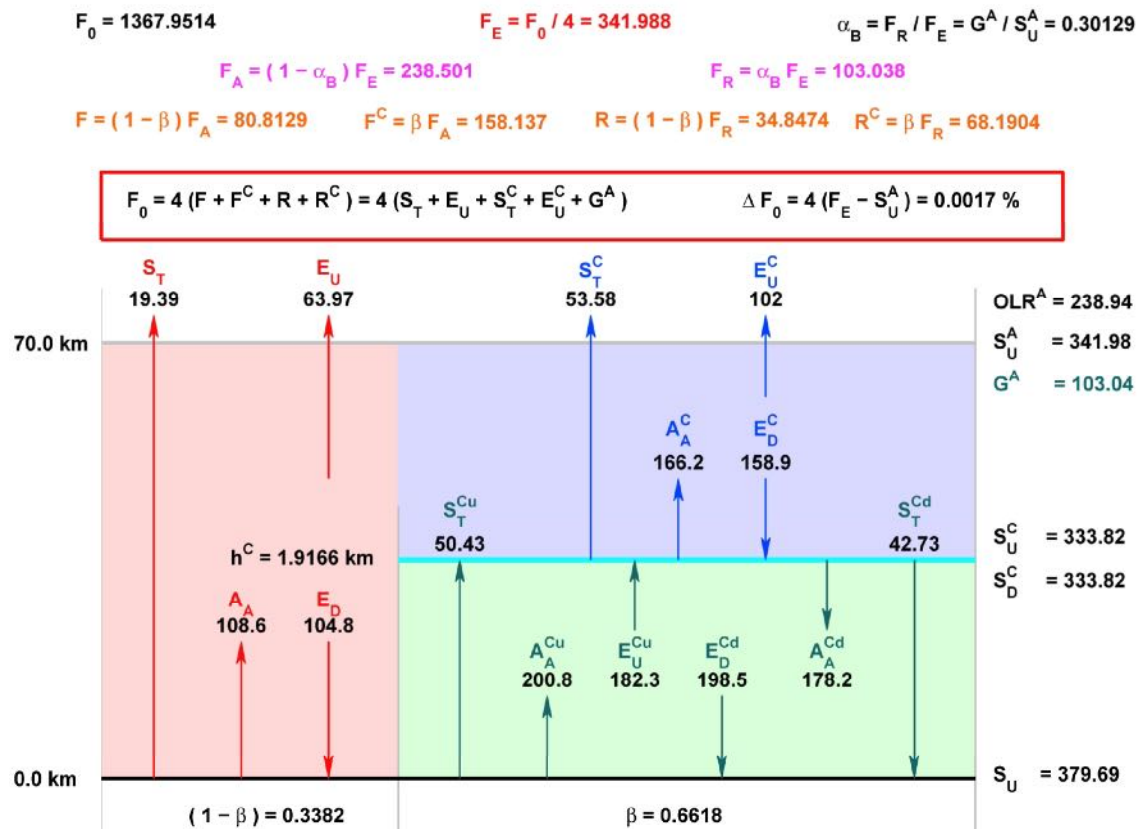 F_0 = 1367.9514 F_E = F_0 / 4 = 341.988 α_B = F_R / F_E = G^A / S_U^A = 0.30129
F_A = ( 1 − α_B ) F_E = 238.501 F_R = α_B F_E = 103.038
F = ( 1 − β ) F_A = 80.8129 F^C = β F_A = 158.137 R = ( 1 − β ) F_R = 34.8474 R^C = β F_R = 68.1904
F_0 = 4 ( F + F^C + R + R^C ) = 4 ( S_T + E_U + S_T^C + E_U^C + G^A ) Δ F_0 = 4 ( F_E − S_U^A ) = 0.0017 %
S_T E_U S_T^C E_U^C
19.39 63.97 53.58 102 OLR^A = 238.94
70.0 km S_U^A = 341.98
G^A = 103.04
A_A^C E_D^C
166.2 158.9
S_T^Cu S_T^Cd
50.43 42.73 S_U^C = 333.82
h^C = 1.9166 km
S_D^C = 333.82
A_A E_D
108.6 104.8
A_A^Cu E_U^Cu E_D^Cd A_A^Cd
200.8 182.3 198.5 178.2
0.0 km S_U = 379.69
( 1 − β ) = 0.3382 β = 0.6618